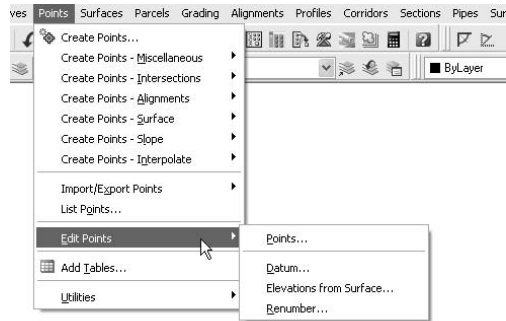 ves Points Surfaces Parcels Grading Alignments Profiles Corridors Sections Pipes Sur
Create Points...
Create Points - Miscellaneous
Create Points - Intersections
Create Points - Alignments
Create Points - Surface
Create Points - Slope
Create Points - Interpolate
ByLayer
Import/Export Points
List Points...
Edit Points
Points...
Add Tables...
Datum...
Elevations from Surface...
Utilities
Renumber...